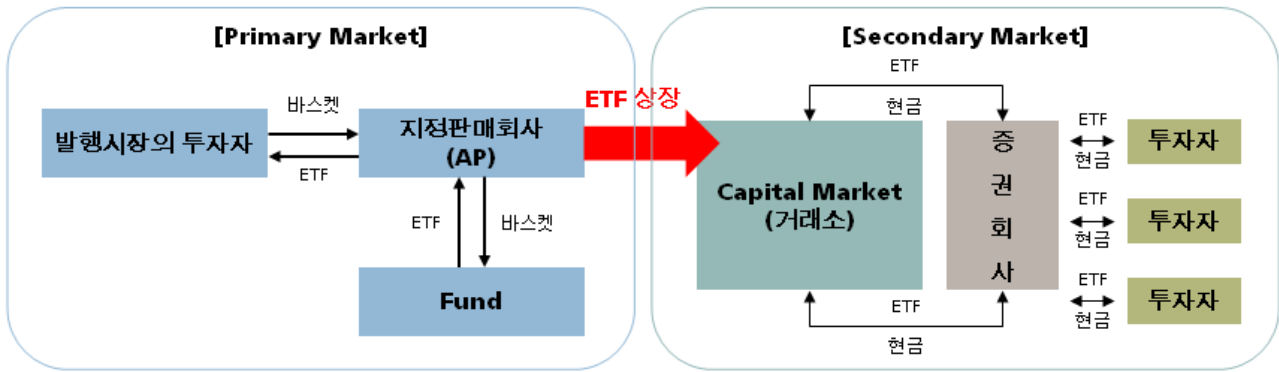 [Primary Market]
발행시장의 투자자
바스켓
ETF
지정판매회사
(AP)
ETF
바스켓
Fund
ETF 상장
[Secondary Market]
ETF
현금
Capital Market
(거래소)
증
권
회
사
ETF
현금
ETF
현금
투자자
ETF
현금
투자자
ETF
현금
투자자